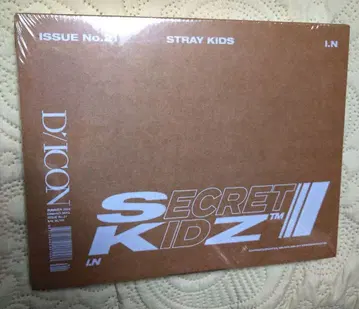 ISSUE No.21
STRAY KIDS
I.N
D'ICON
SECRET
KIDZ™
I.N